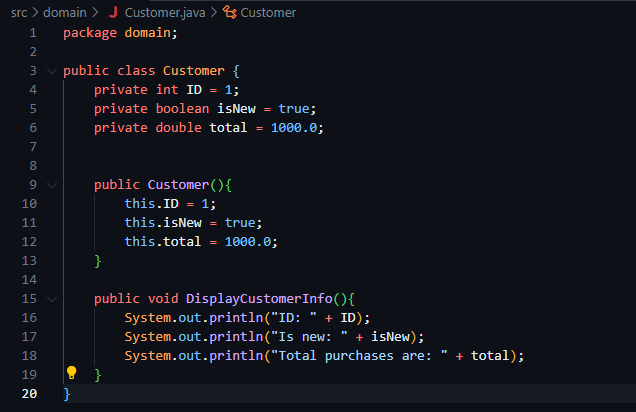 src > domain > J Customer.java > Customer
1 package domain;
2
3 public class Customer {
4 private int ID = 1;
5 private boolean isNew = true;
6 private double total = 1000.0;
7
8
9 public Customer(){
10 this.ID = 1;
11 this.isNew = true;
12 this.total = 1000.0;
13 }
14
15 public void DisplayCustomerInfo(){
16 System.out.println("ID: " + ID);
17 System.out.println("Is new: " + isNew);
18 System.out.println("Total purchases are: " + total);
19 }
20 }